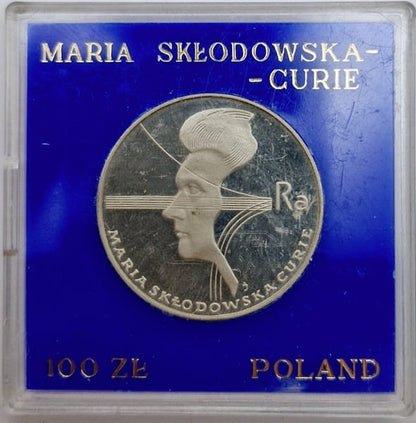 MARIA SKŁODOWSKA-
-CURIE
Ra
MARIA SKŁODOWSKA CURIE
100 ZŁ POLAND